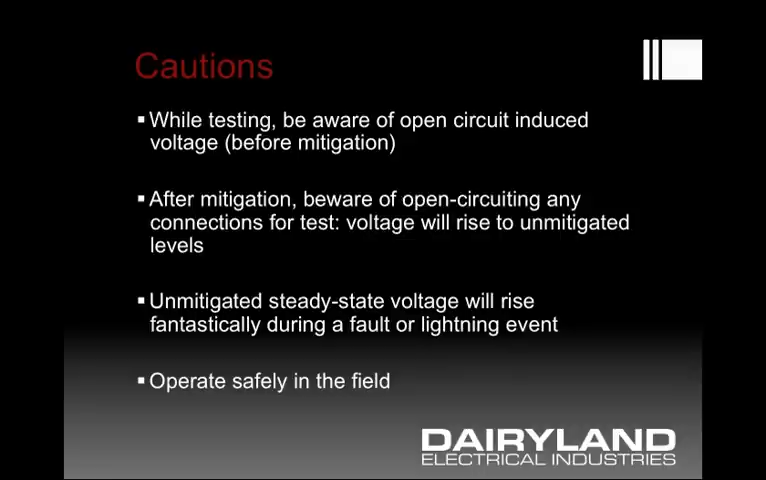 Cautions
▪ While testing, be aware of open circuit induced
voltage (before mitigation)
▪ After mitigation, beware of open-circuiting any
connections for test: voltage will rise to unmitigated
levels
▪ Unmitigated steady-state voltage will rise
fantastically during a fault or lightning event
▪ Operate safely in the field
DAIRYLAND
ELECTRICAL INDUSTRIES